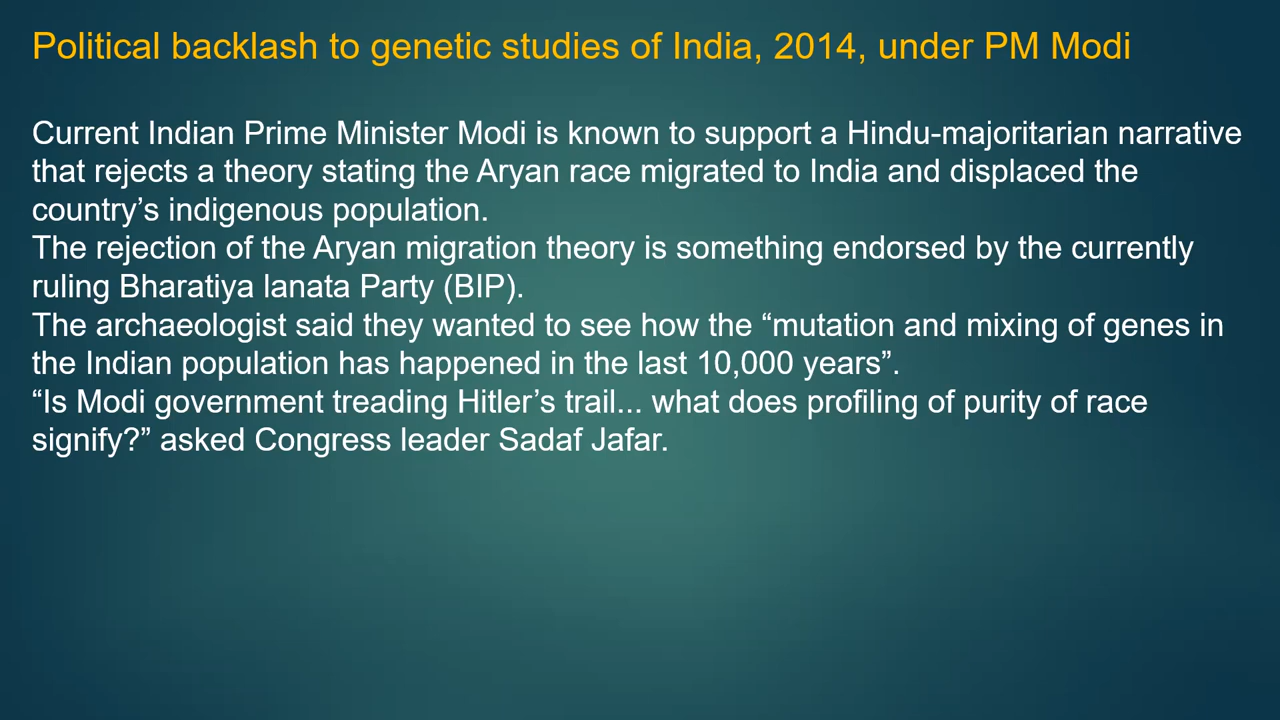 Political backlash to genetic studies of India, 2014, under PM Modi
Current Indian Prime Minister Modi is known to support a Hindu-majoritarian narrative
that rejects a theory stating the Aryan race migrated to India and displaced the
country’s indigenous population.
The rejection of the Aryan migration theory is something endorsed by the currently
ruling Bharatiya lanata Party (BIP).
The archaeologist said they wanted to see how the “mutation and mixing of genes in
the Indian population has happened in the last 10,000 years”.
“Is Modi government treading Hitler’s trail... what does profiling of purity of race
signify?” asked Congress leader Sadaf Jafar.